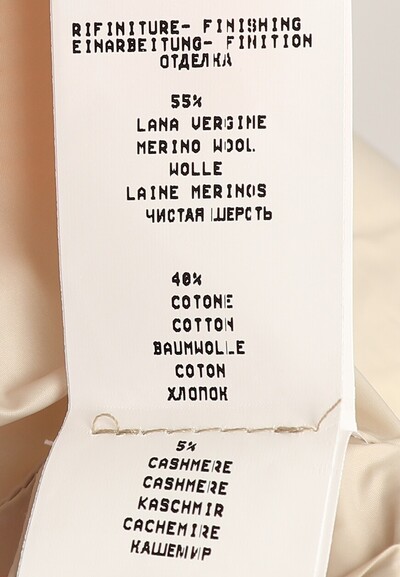 RIFINITURE- FINISHING
EINARBEITUNG- FINITION
ОТДЕЛКА
55%
LANA VERGINE
MERINO WOOL
WOLLE
LAINE MERINOS
ЧИСТАЯ ШЕРСТЬ
40%
COTONE
COTTON
BAUMWOLLE
COTON
ХЛОПОК
5%
CASHMERE
CASHMERE
KASCHMIR
CACHEMIRE
КАШЕМИР